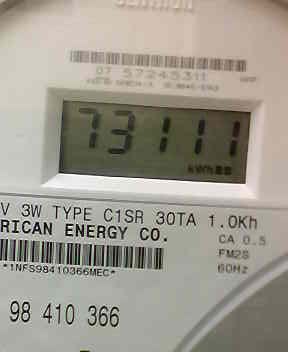 CENTRON
07 57245311
73111
kWh
V 3W TYPE C1SR 30TA 1.0Kh
RICAN ENERGY CO.
CA 0.5
FM2S
60Hz
*1NFS98410366MEC*
98 410 366